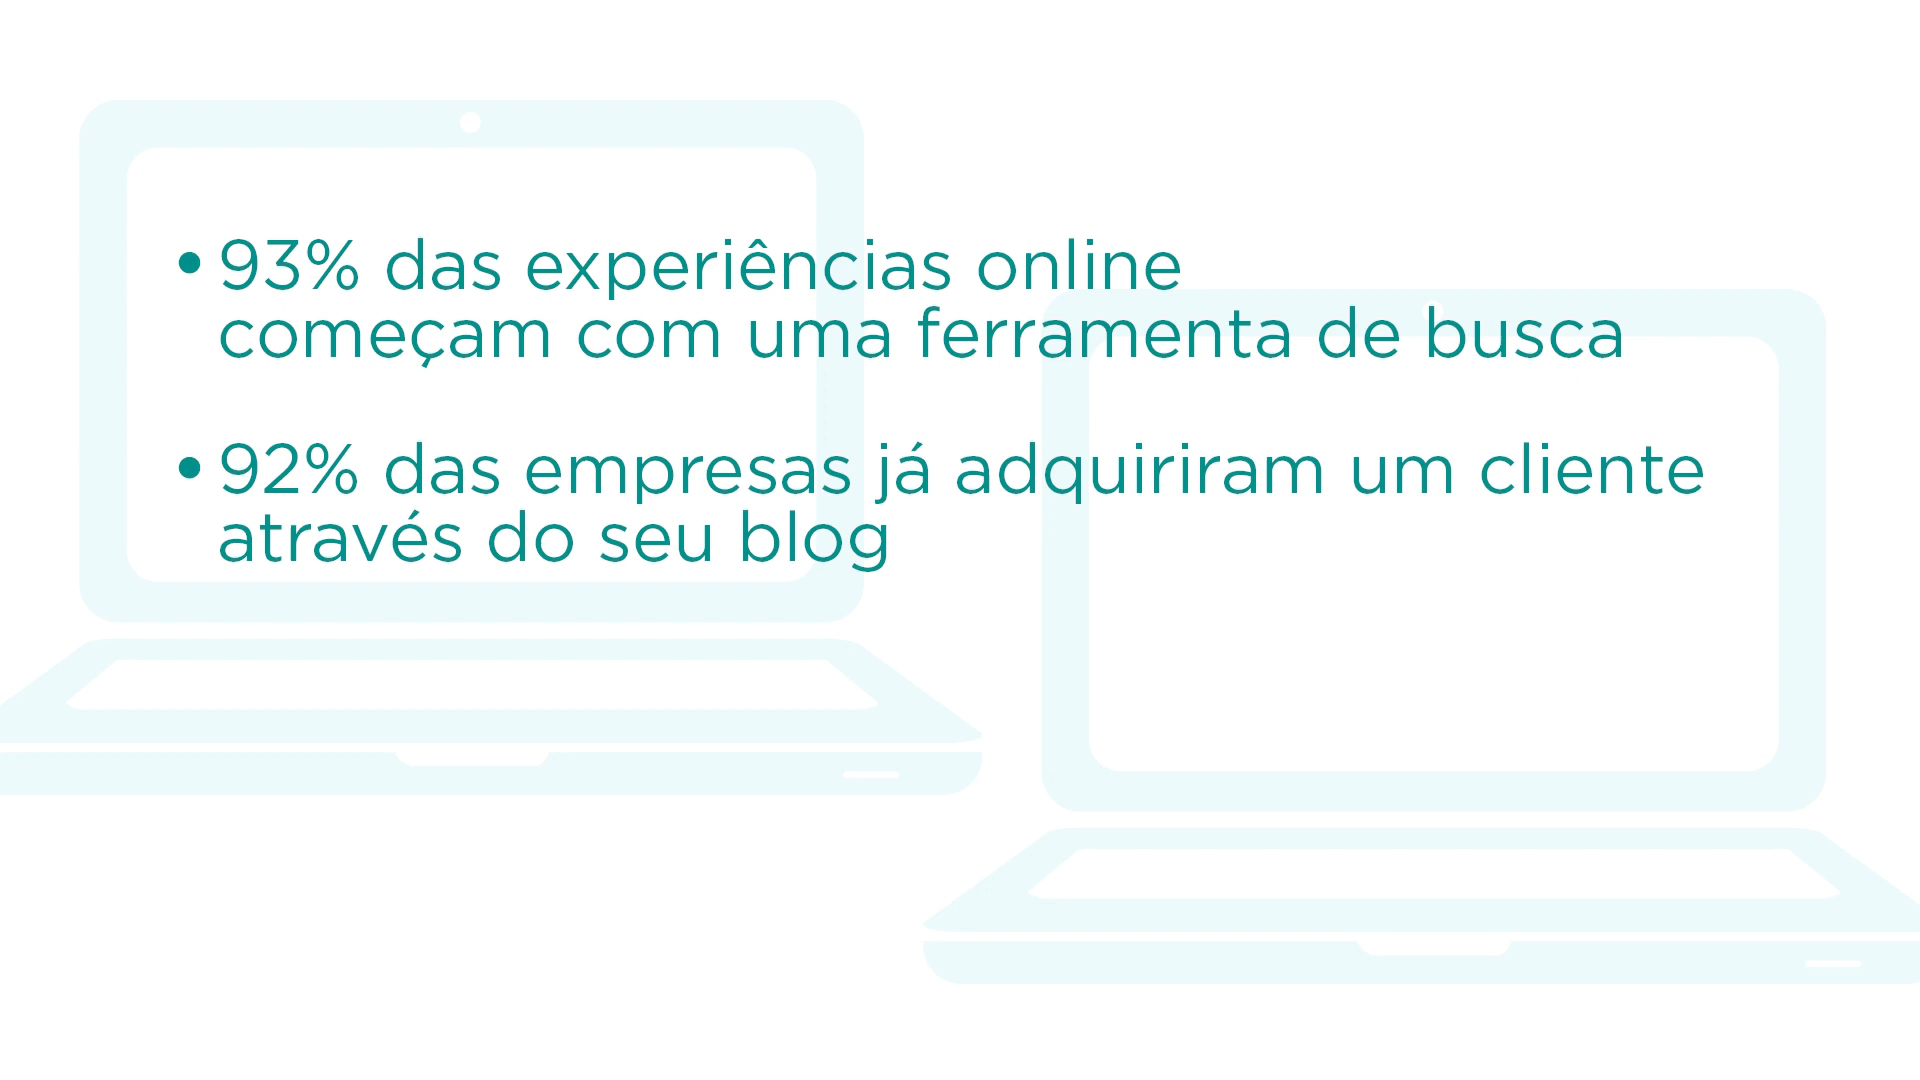 • 93% das experiências online
começam com uma ferramenta de busca
• 92% das empresas já adquiriram um cliente
através do seu blog